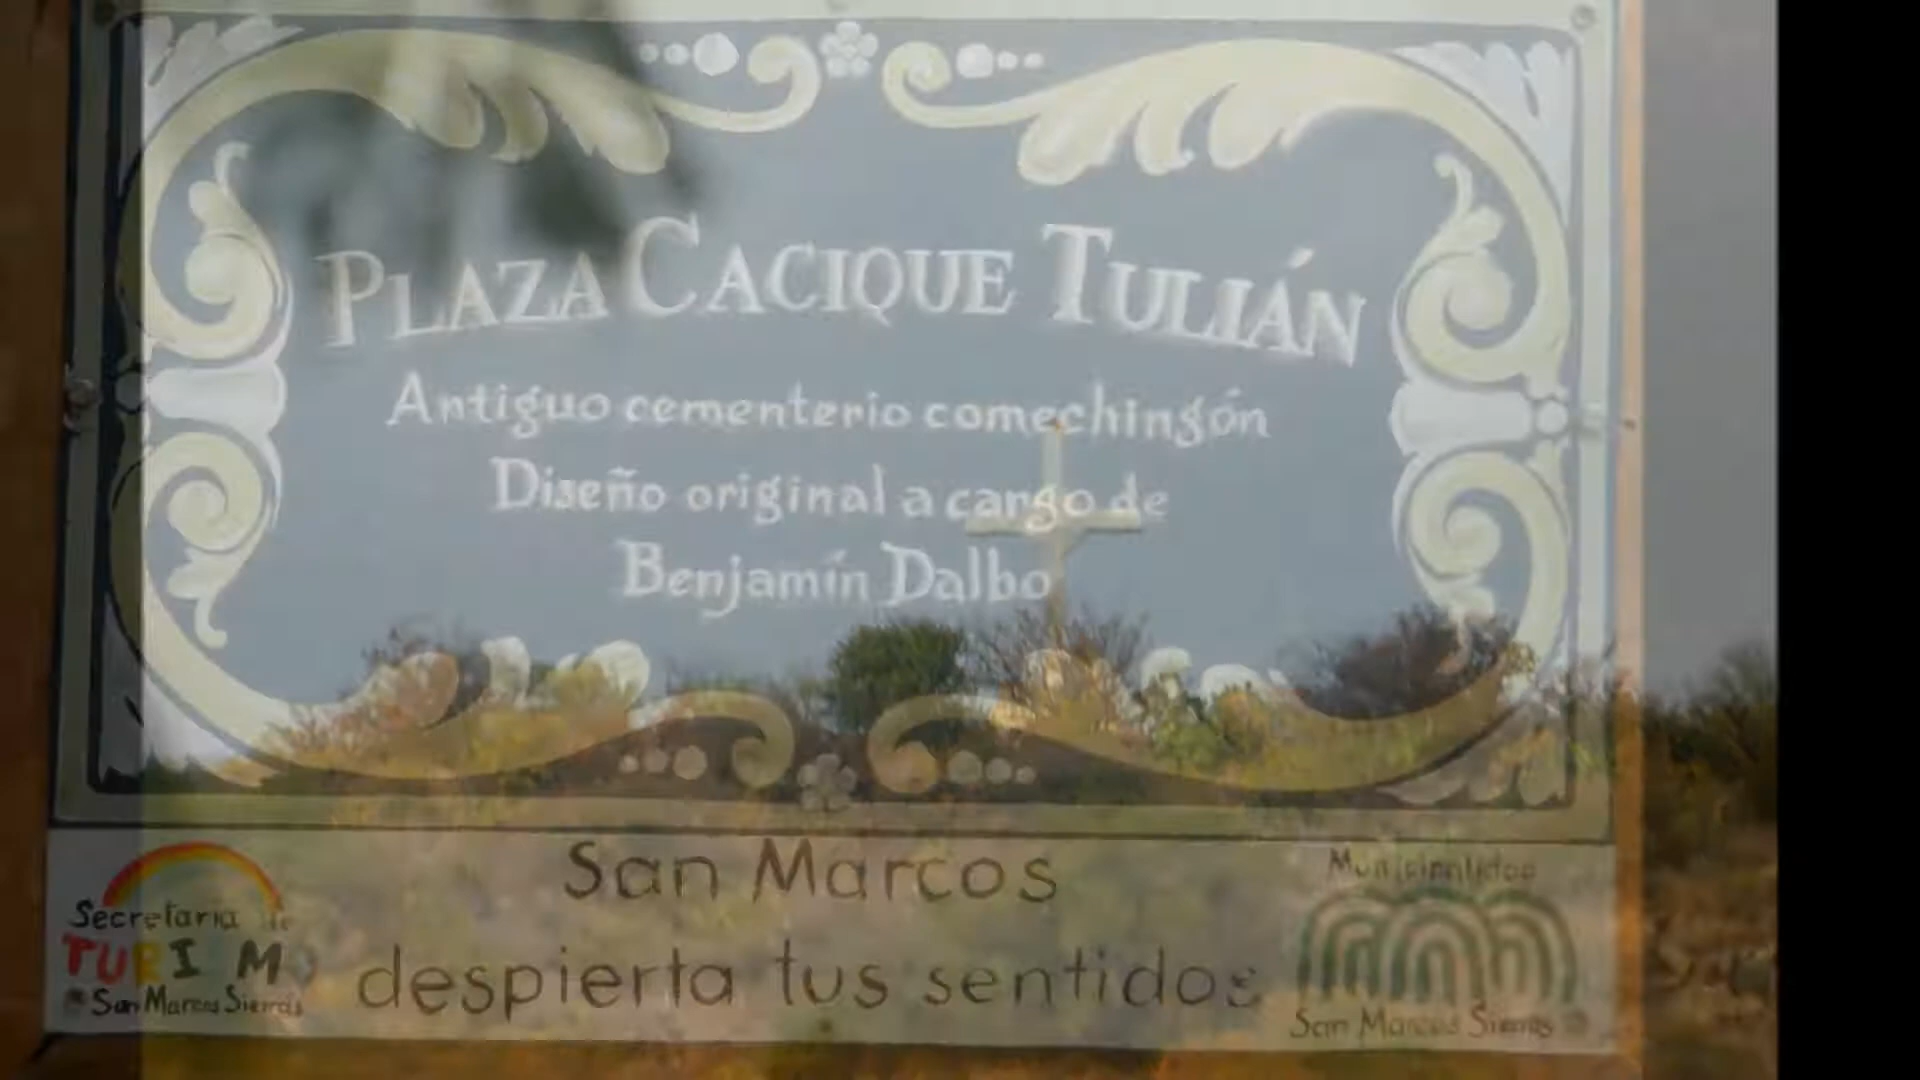 PLAZA CACIQUE TULIÁN
Antiguo cementerio comechingón
Diseño original a cargo de
Benjamín Dalbo
San Marcos
despierta tus sentidos
Secretaría de
TURISMO
San Marcos Sierras
Municipalidad
San Marcos Sierras